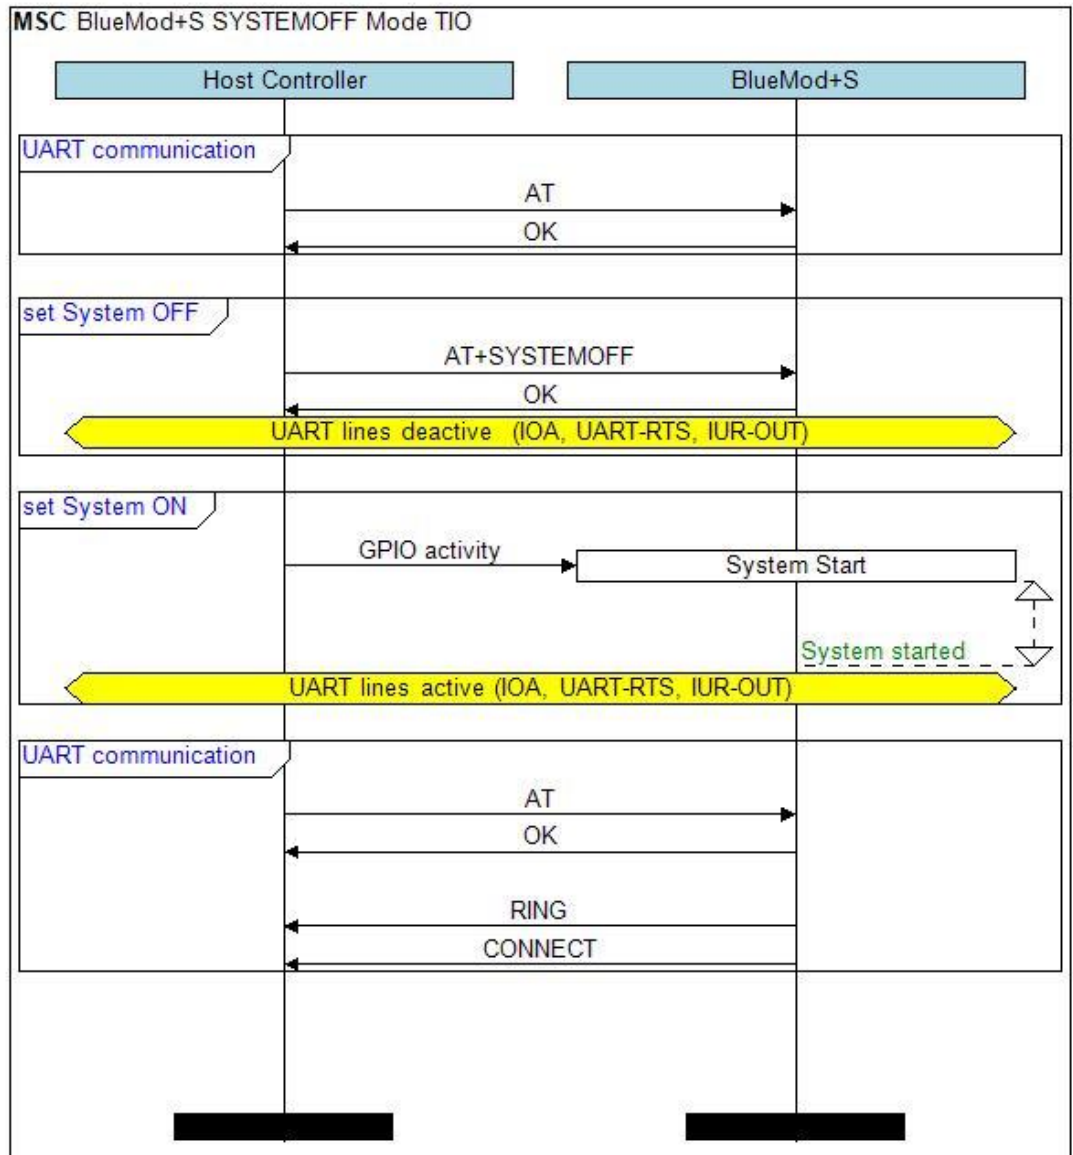 MSC BlueMod+S SYSTEMOFF Mode TIO
Host Controller
BlueMod+S
UART communication
AT
OK
set System OFF
AT+SYSTEMOFF
OK
UART lines deactive (IOA, UART-RTS, IUR-OUT)
set System ON
GPIO activity
System Start
System started
UART lines active (IOA, UART-RTS, IUR-OUT)
UART communication
AT
OK
RING
CONNECT